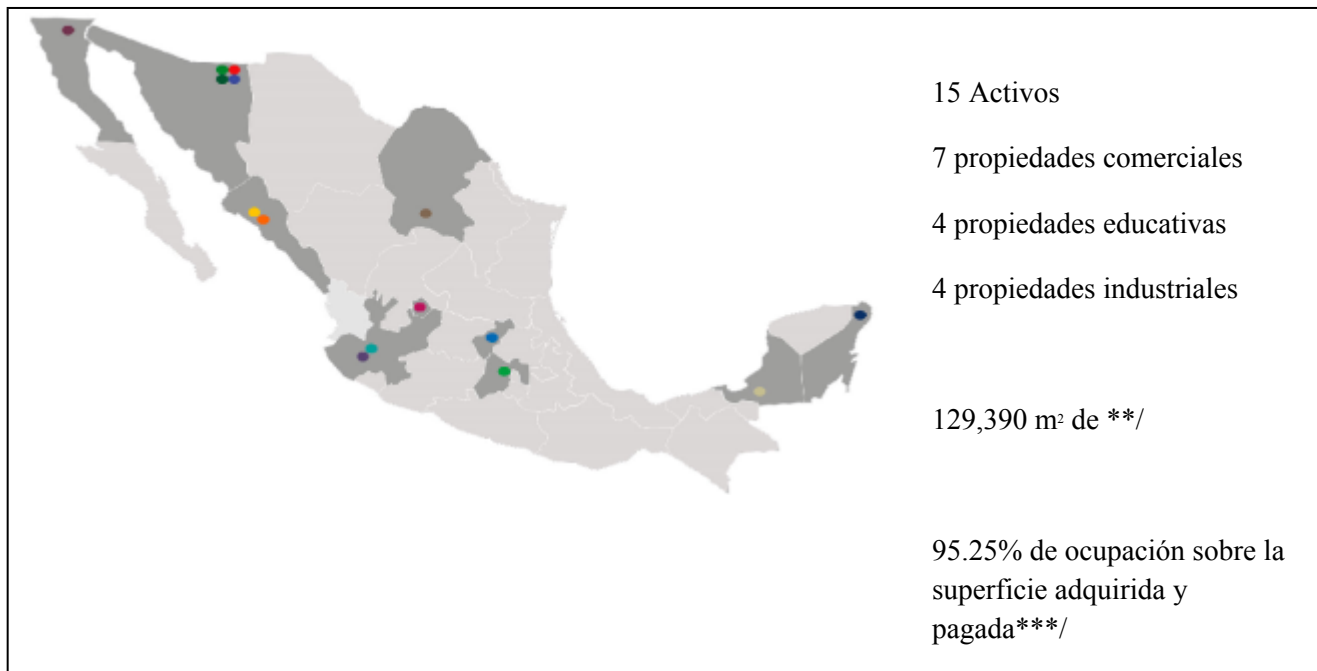 15 Activos
7 propiedades comerciales
4 propiedades educativas
4 propiedades industriales
129,390 m² de **/
95.25% de ocupación sobre la
superficie adquirida y
pagada***/